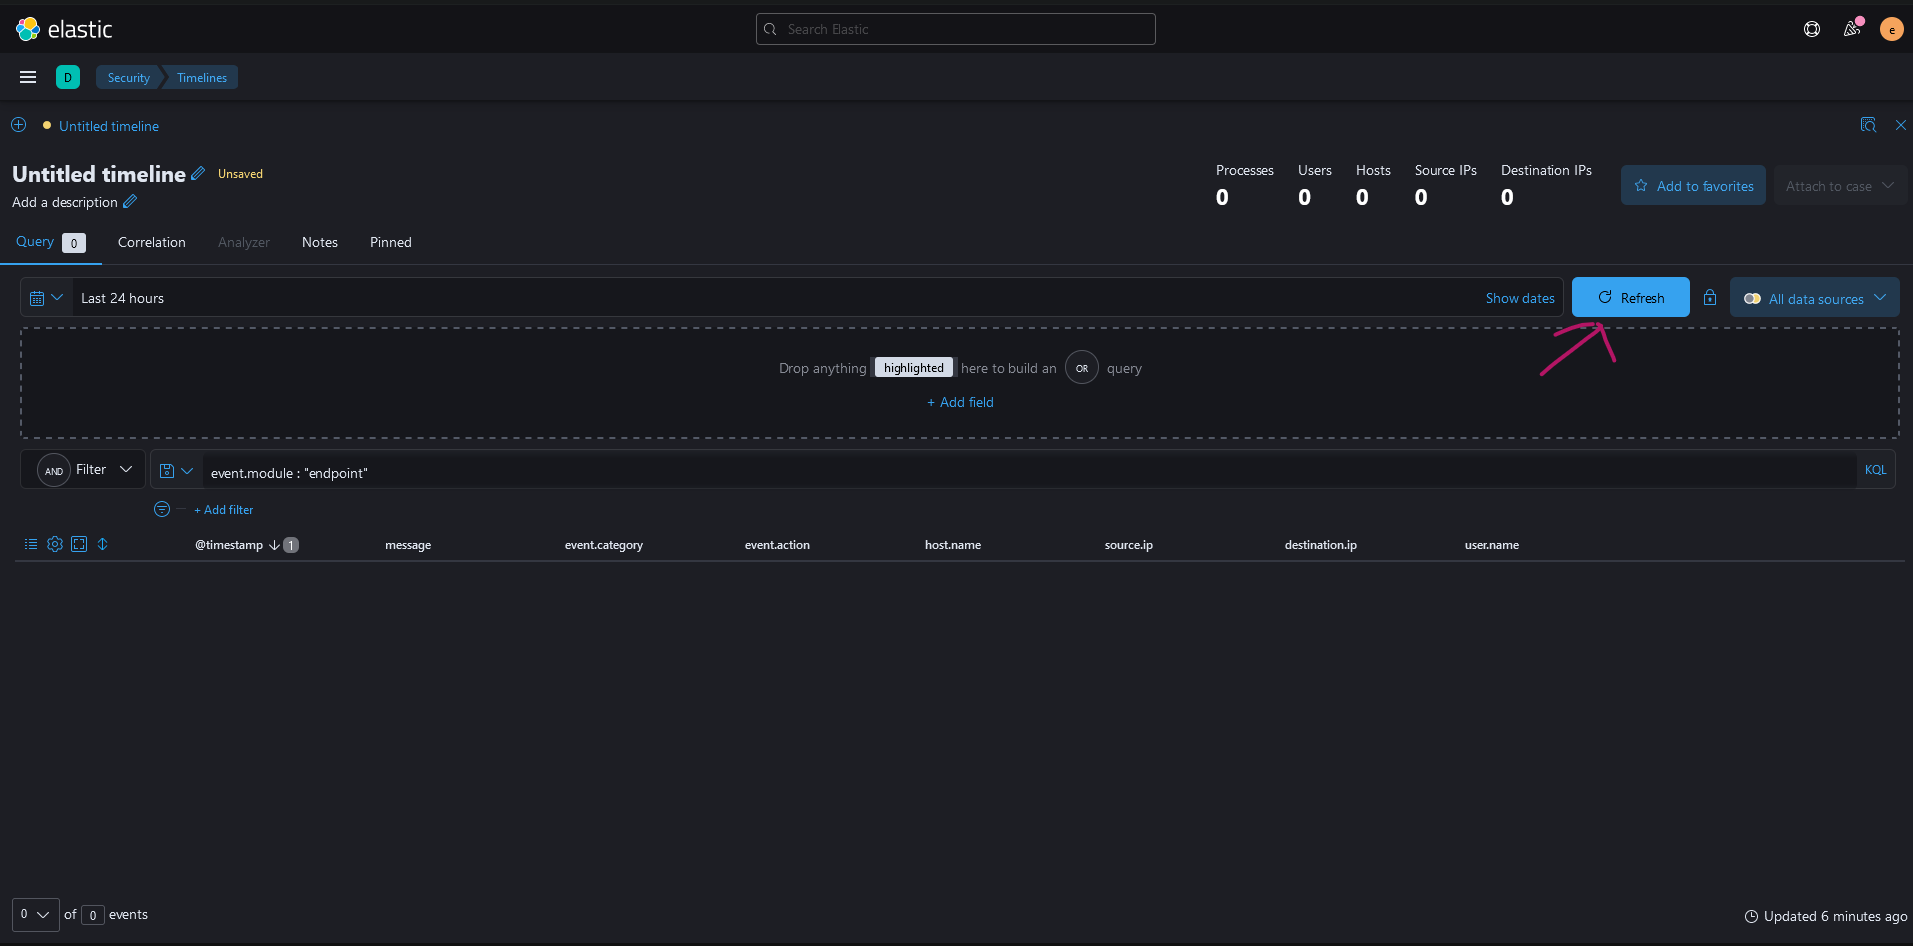 elastic
Search Elastic
e
D
Security
Timelines
Untitled timeline
Untitled timeline
Unsaved
Add a description
Processes
0
Users
0
Hosts
0
Source IPs
0
Destination IPs
0
Add to favorites
Attach to case
Query 0
Correlation
Analyzer
Notes
Pinned
Last 24 hours
Show dates
Refresh
All data sources
Drop anything highlighted here to build an OR query
+ Add field
AND Filter
event.module : "endpoint"
KQL
+ Add filter
@timestamp 1
message
event.category
event.action
host.name
source.ip
destination.ip
user.name
0 of 0 events
Updated 6 minutes ago